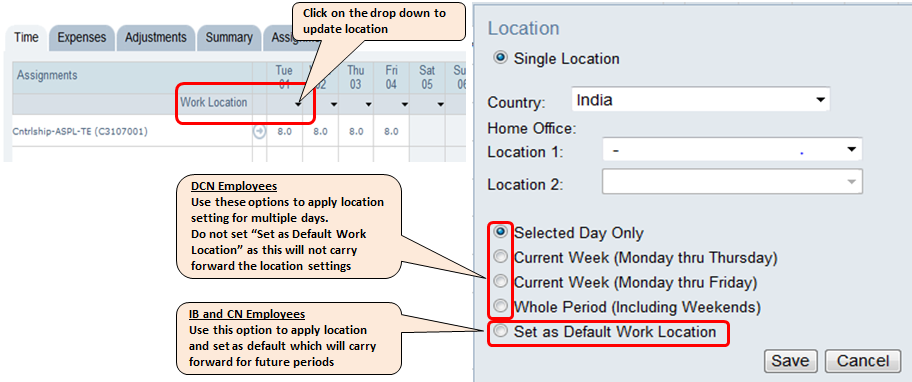 Click on the drop down to
update location
Time Expenses Adjustments Summary
Assignments
Tue Thu Fri Sat
01 02 03 04 05 06
Work Location
Cntrlship-ASPL-TE (C3107001) 8.0 8.0 8.0 8.0
DCN Employees
Use these options to apply location
setting for multiple days.
Do not set “Set as Default Work
Location” as this will not carry
forward the location settings
IB and CN Employees
Use this option to apply location
and set as default which will carry
forward for future periods
Location
Single Location
Country: India
Home Office:
Location 1: -
Location 2:
Selected Day Only
Current Week (Monday thru Thursday)
Current Week (Monday thru Friday)
Whole Period (Including Weekends)
Set as Default Work Location
Save Cancel